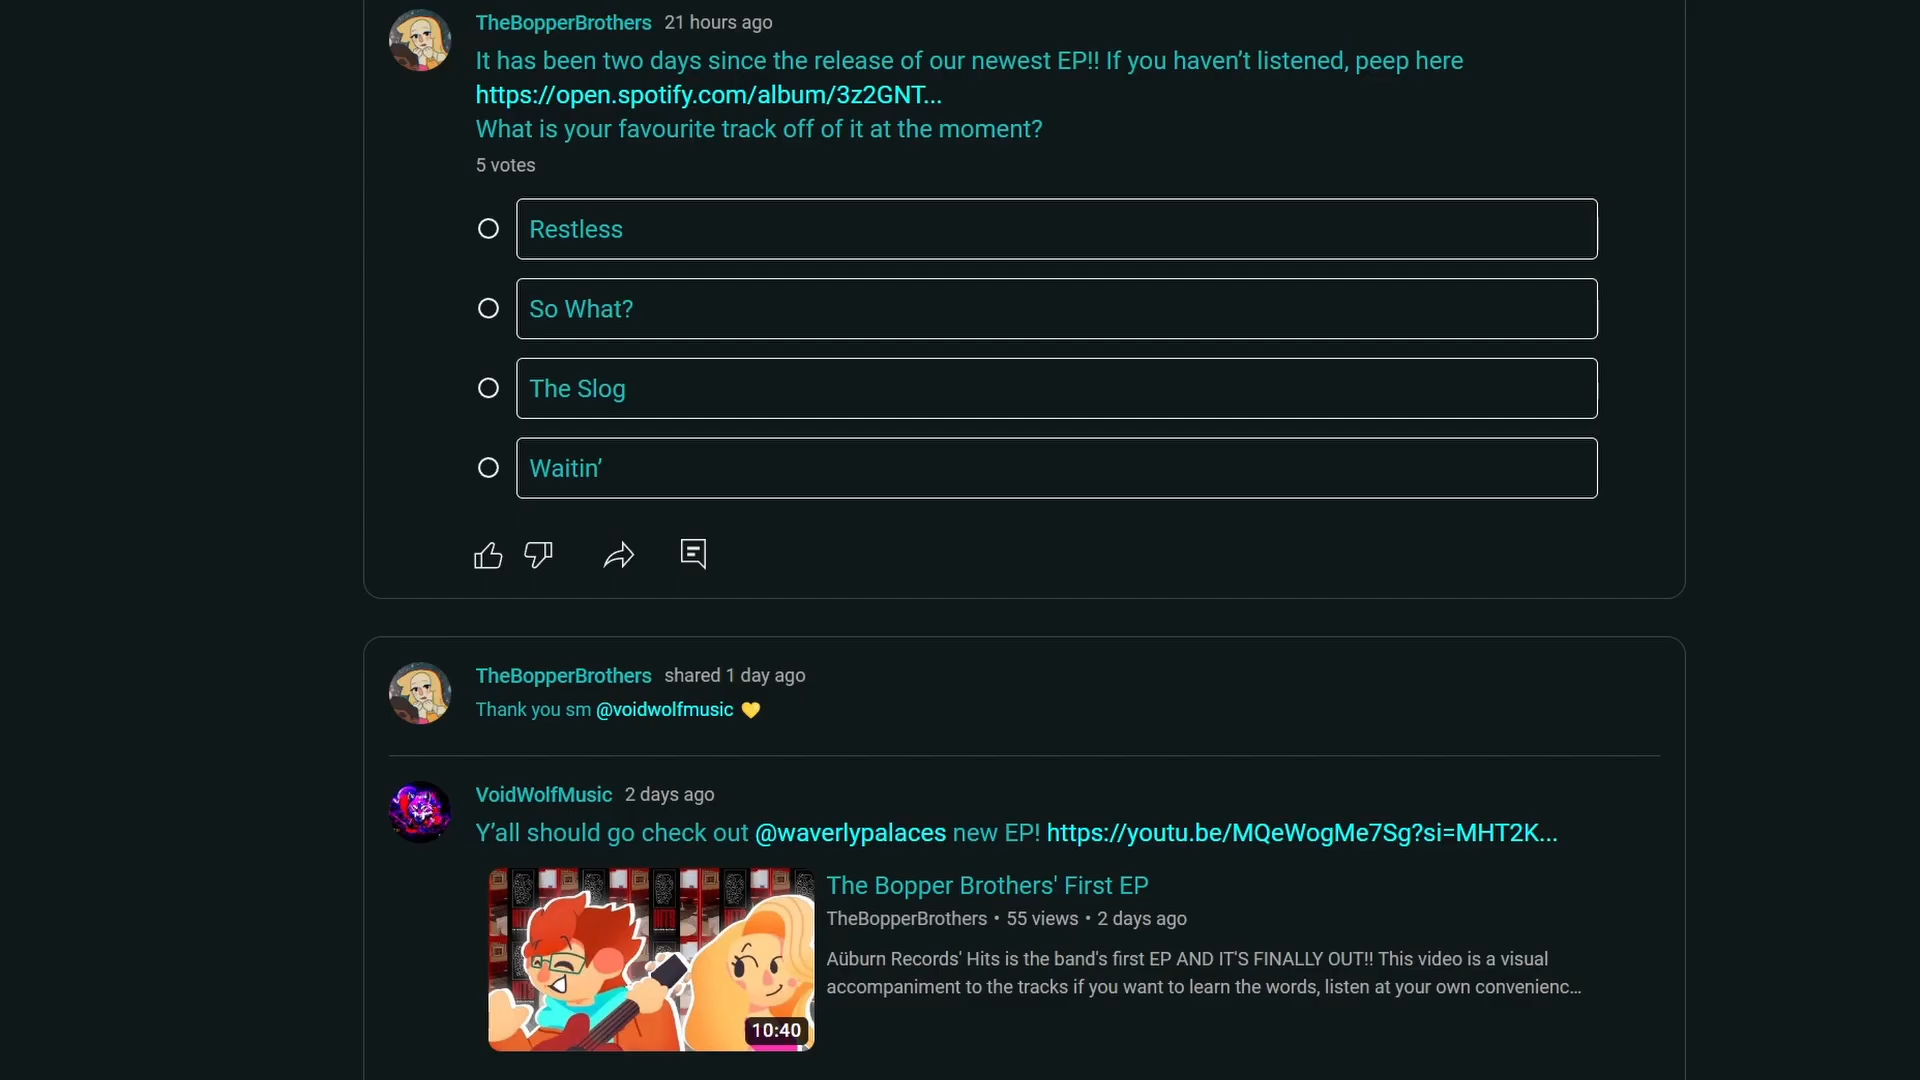 TheBopperBrothers 21 hours ago
It has been two days since the release of our newest EP!! If you haven’t listened, peep here
https://open.spotify.com/album/3z2GNT...
What is your favourite track off of it at the moment?
5 votes
Restless
So What?
The Slog
Waitin’
TheBopperBrothers shared 1 day ago
Thank you sm @voidwolfmusic 💛
VoidWolfMusic 2 days ago
Y’all should go check out @waverlypalaces new EP! https://youtu.be/MQeWogMe7Sg?si=MHT2K...
The Bopper Brothers' First EP
TheBopperBrothers • 55 views • 2 days ago
Aüburn Records' Hits is the band's first EP AND IT'S FINALLY OUT!! This video is a visual
accompaniment to the tracks if you want to learn the words, listen at your own convenienc...
10:40